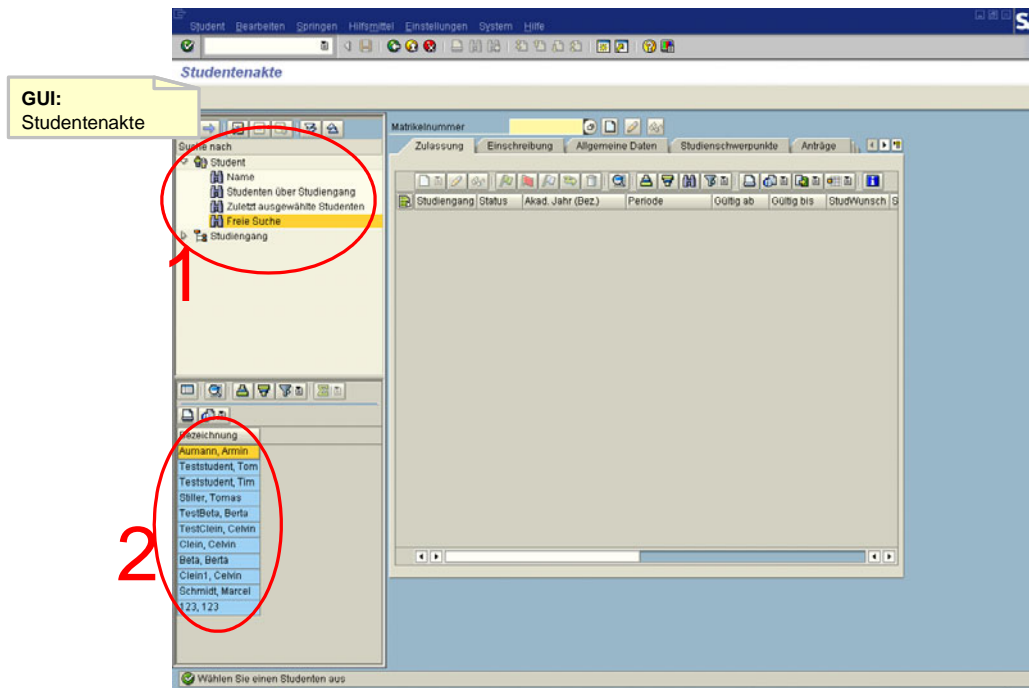 Student Bearbeiten Springen Hilfsmittel Einstellungen System Hilfe
Studentenakte
GUI:
Studentenakte
Suche nach
Student
Name
Studenten über Studiengang
Zuletzt ausgewählte Studenten
Freie Suche
Studiengang
1
Matrikelnummer
Zulassung Einschreibung Allgemeine Daten Studienschwerpunkte Anträge
Studiengang Status Akad. Jahr (Bez.) Periode Gültig ab Gültig bis StudWunsch S
Bezeichnung
Aumann, Armin
Teststudent, Tom
Teststudent, Tim
Stiller, Tomas
TestBeta, Berta
TestClein, Celvin
Clein, Celvin
Beta, Berta
Clein1, Celvin
Schmidt, Marcel
123, 123
2
Wählen Sie einen Studenten aus